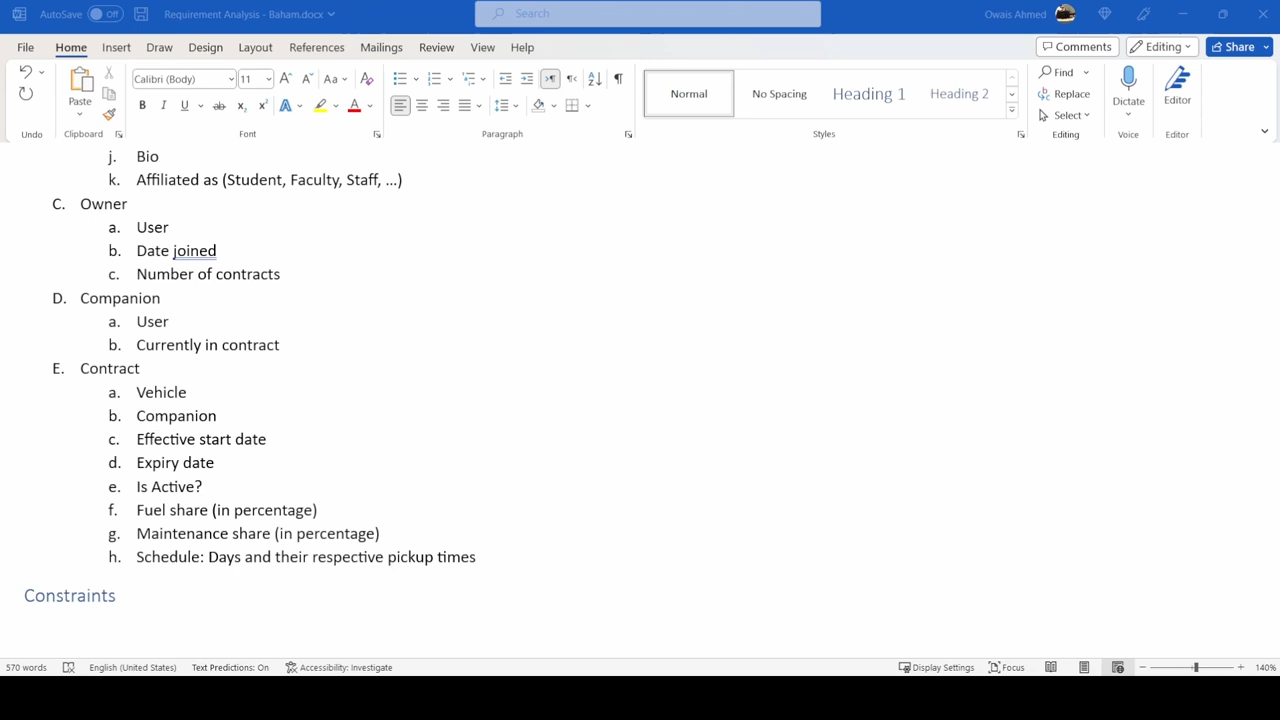 AutoSave Off Requirement Analysis - Baham.docx Search Owais Ahmed
File Home Insert Draw Design Layout References Mailings Review View Help Comments Editing Share
Paste Calibri (Body) 11 Aa Normal No Spacing Heading 1 Heading 2 Find Replace Select Dictate Editor
Undo Clipboard Font Paragraph Styles Editing Voice Editor
j. Bio
k. Affiliated as (Student, Faculty, Staff, ...)
C. Owner
a. User
b. Date joined
c. Number of contracts
D. Companion
a. User
b. Currently in contract
E. Contract
a. Vehicle
b. Companion
c. Effective start date
d. Expiry date
e. Is Active?
f. Fuel share (in percentage)
g. Maintenance share (in percentage)
h. Schedule: Days and their respective pickup times
Constraints
570 words English (United States) Text Predictions: On Accessibility: Investigate Display Settings Focus 140%